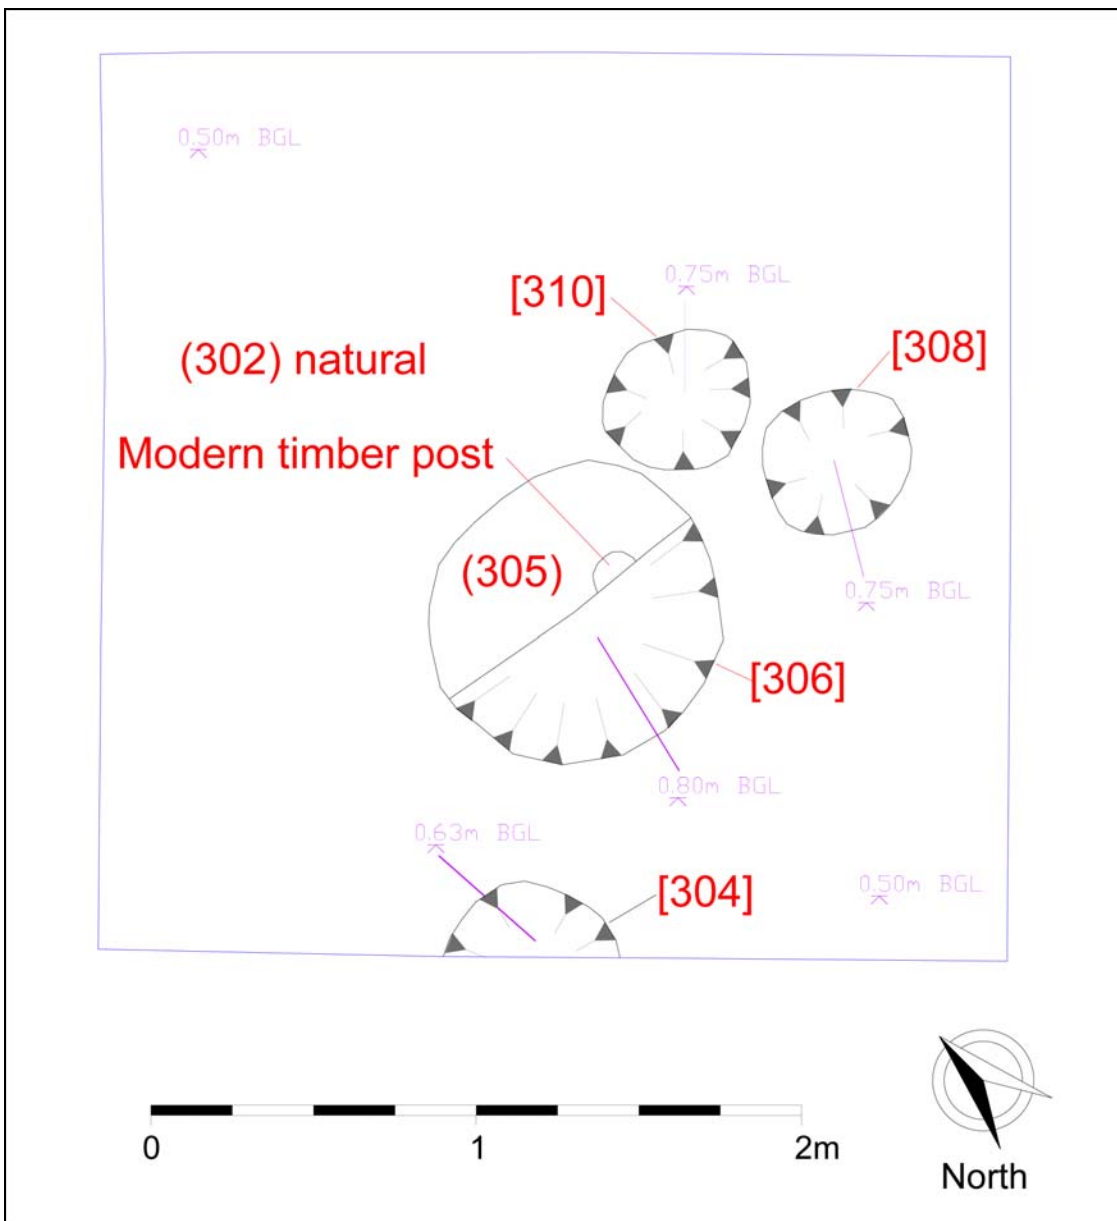 0.50m BGL
0.75m BGL
[310]
[308]
(302) natural
Modern timber post
(305)
0.75m BGL
[306]
0.80m BGL
0.63m BGL
[304]
0.50m BGL
0
1
2m
North